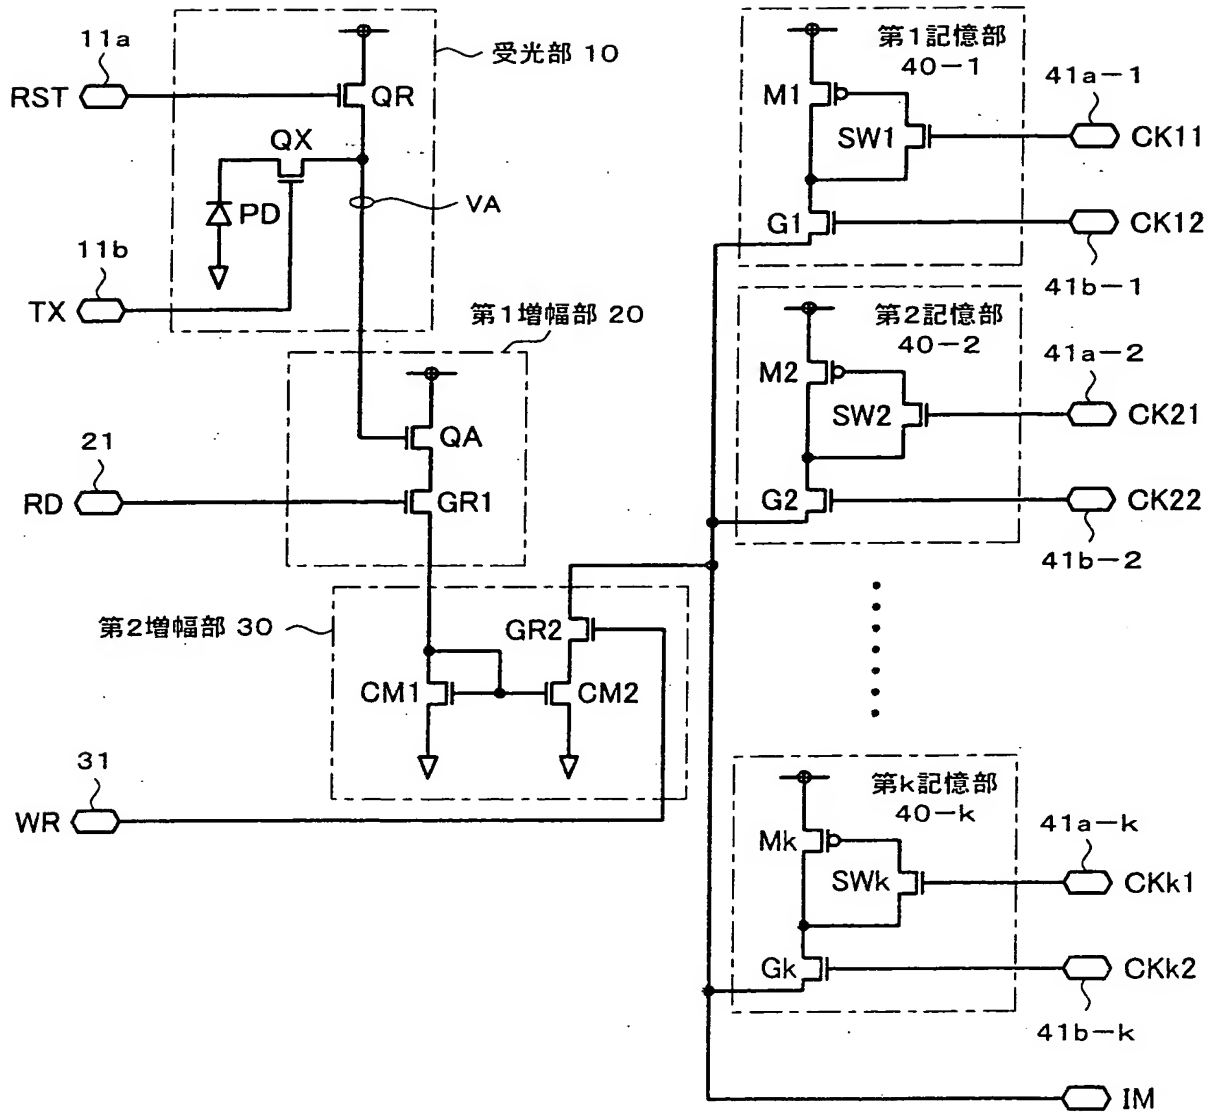 11a
RST
受光部 10
QR
QX
PD
VA
11b
TX
第1増幅部 20
QA
21
RD
GR1
第2増幅部 30
GR2
CM1
CM2
31
WR
第1記憶部
40-1
M1
SW1
41a-1
CK11
G1
CK12
41b-1
第2記憶部
40-2
M2
SW2
41a-2
CK21
G2
CK22
41b-2
第k記憶部
40-k
Mk
SWk
41a-k
CKk1
Gk
CKk2
41b-k
IM